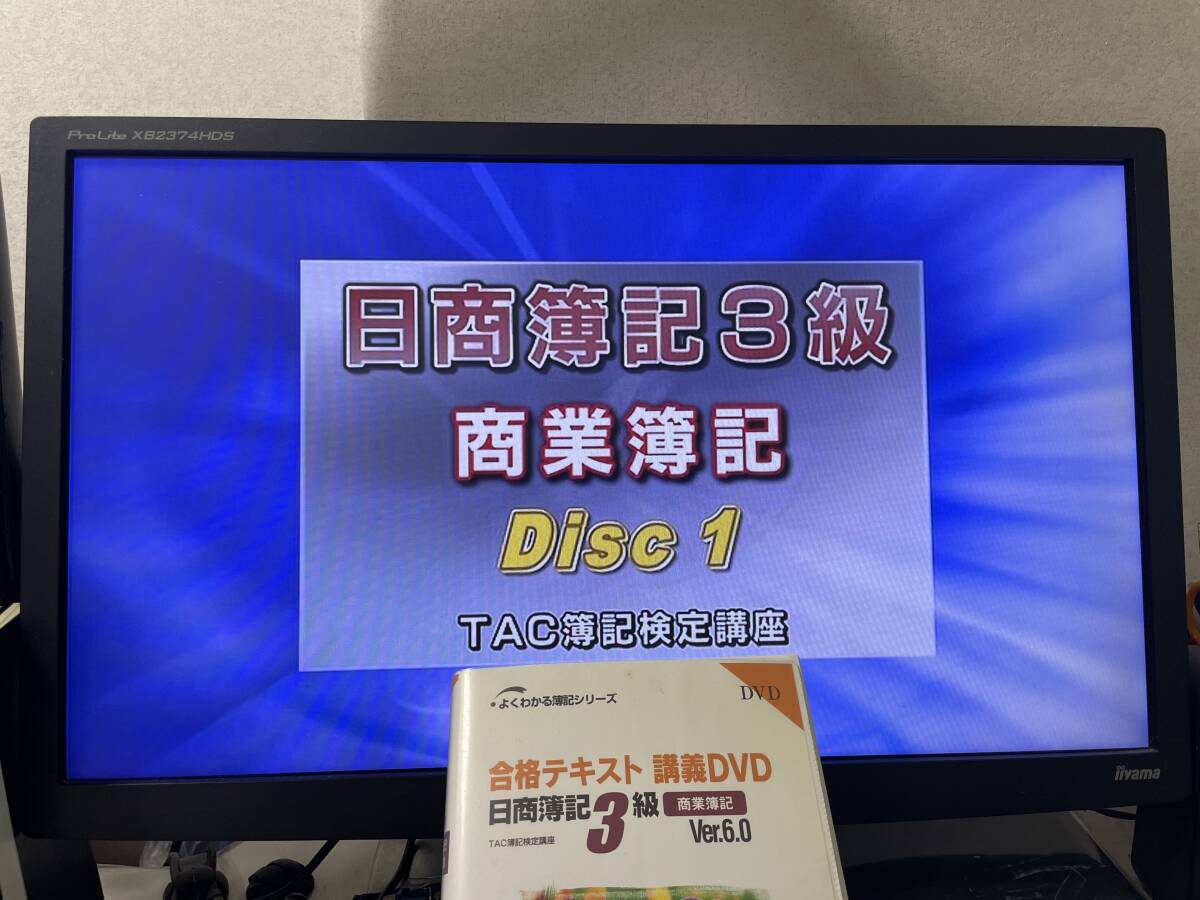 ProLite XB2374HDS
日商簿記3級
商業簿記
Disc 1
TAC簿記検定講座
よくわかる簿記シリーズ
DVD
合格テキスト 講義DVD
日商簿記3級 商業簿記
TAC簿記検定講座 Ver.6.0
iiyama